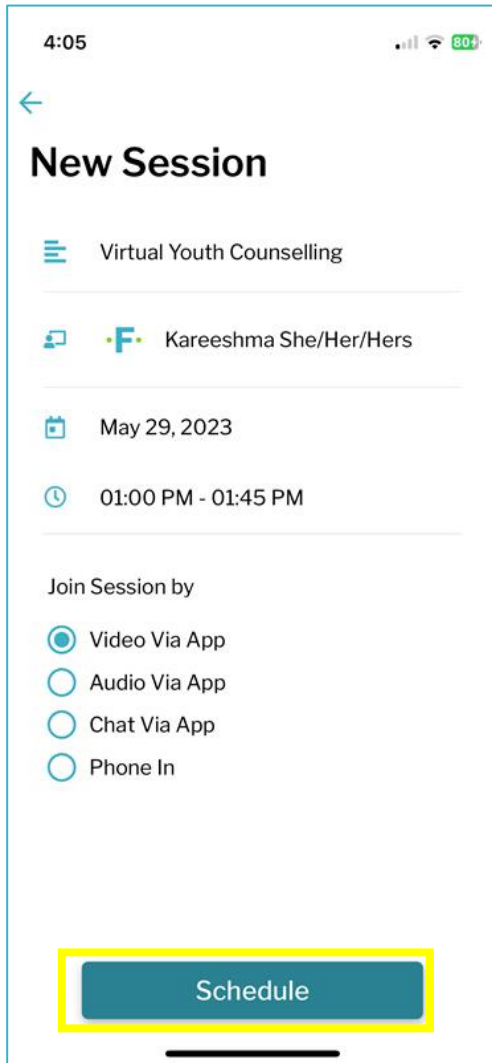 4:05
80
New Session
Virtual Youth Counselling
F Kareeshma She/Her/Hers
May 29, 2023
01:00 PM - 01:45 PM
Join Session by
Video Via App
Audio Via App
Chat Via App
Phone In
Schedule